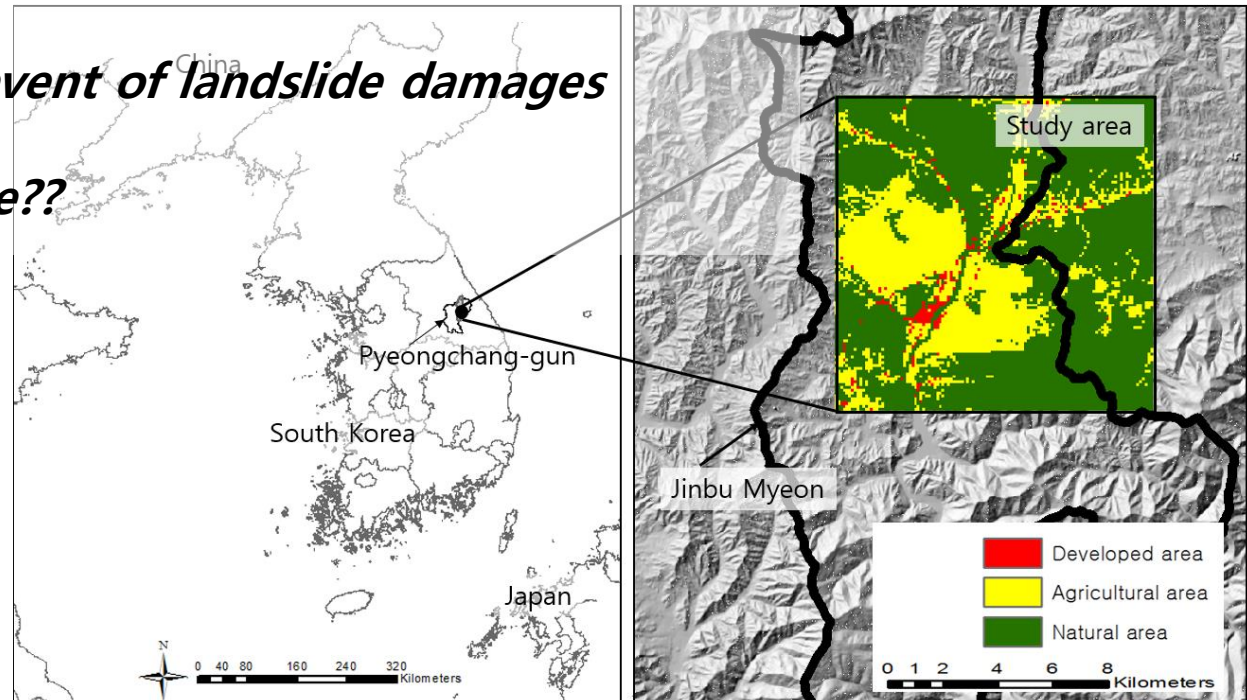 China
vent of landslide damages
e??
Study area
Pyeongchang-gun
South Korea
Jinbu Myeon
Japan
Developed area
Agricultural area
Natural area
N
0 40 80 160 240 320
Kilometers
0 1 2 4 6 8
Kilometers